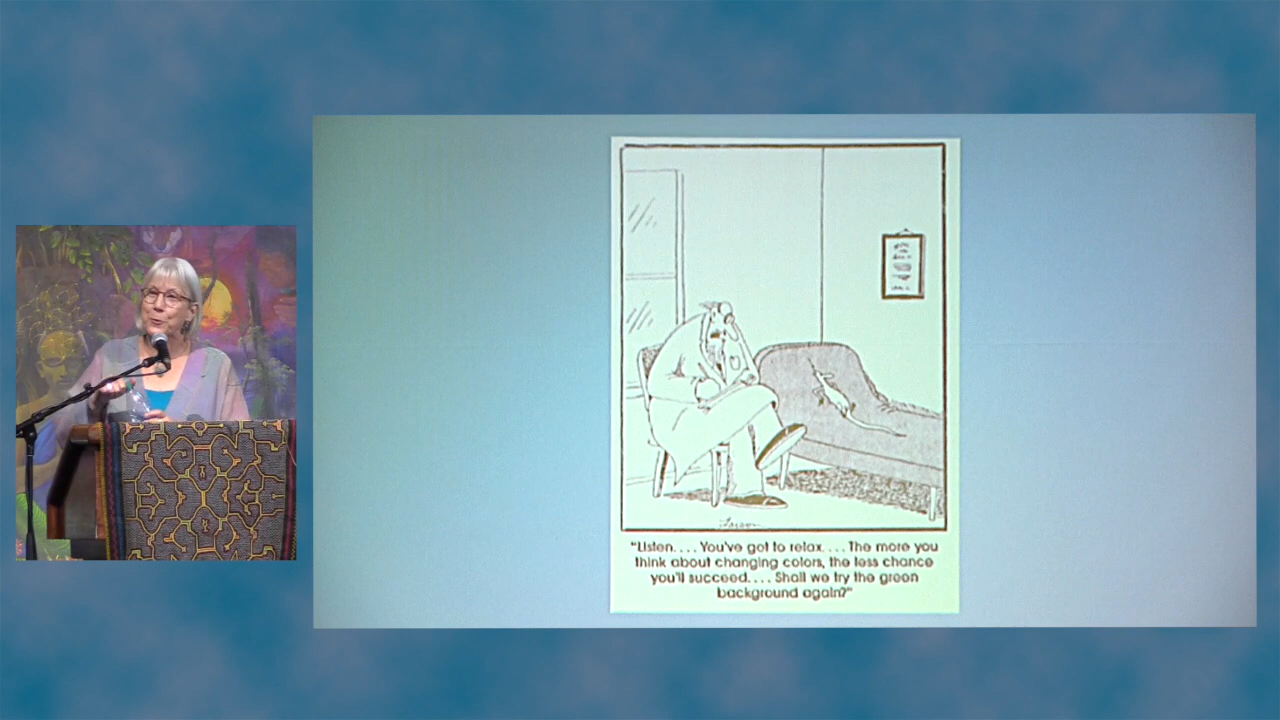 Larson
"Listen.... You've got to relax.... The more you
think about changing colors, the less chance
you'll succeed.... Shall we try the green
background again?"